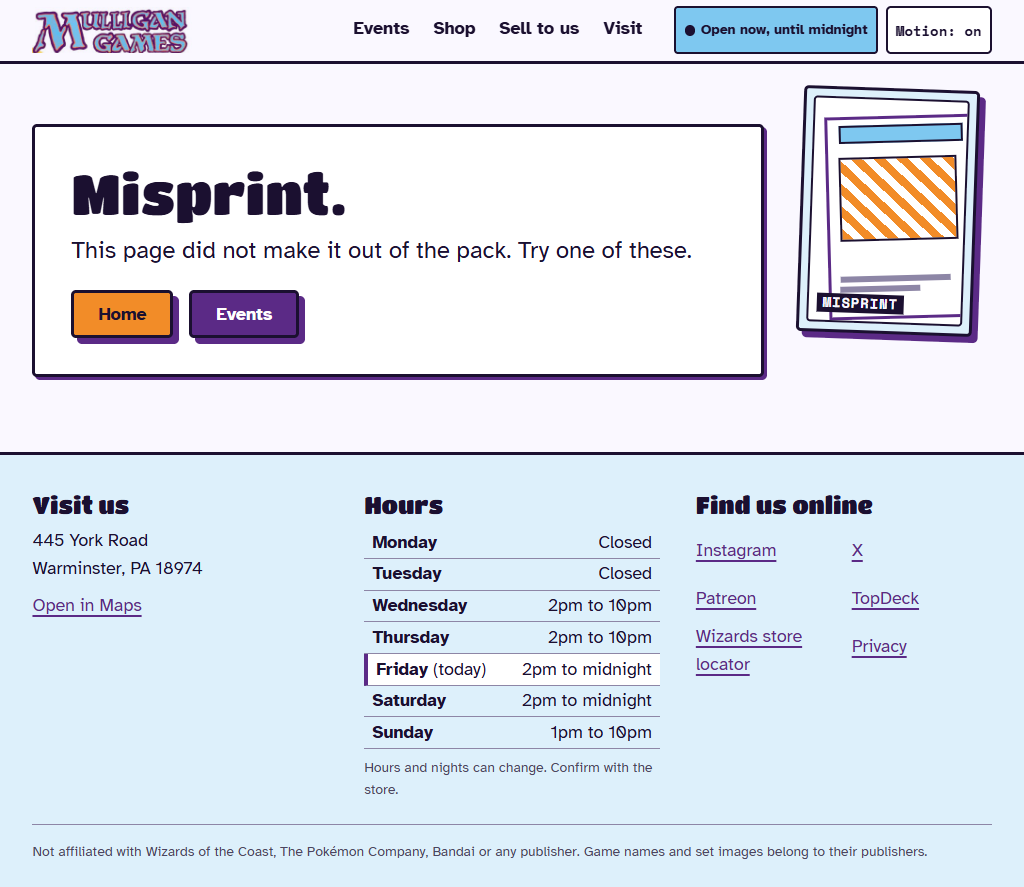 MULLIGAN GAMES
Events Shop Sell to us Visit
Open now, until midnight
Motion: on
Misprint.
This page did not make it out of the pack. Try one of these.
Home Events
MISPRINT
Visit us
445 York Road
Warminster, PA 18974
Open in Maps
Hours
Monday Closed
Tuesday Closed
Wednesday 2pm to 10pm
Thursday 2pm to 10pm
Friday (today) 2pm to midnight
Saturday 2pm to midnight
Sunday 1pm to 10pm
Hours and nights can change. Confirm with the
store.
Find us online
Instagram X
Patreon TopDeck
Wizards store
locator
Privacy
Not affiliated with Wizards of the Coast, The Pokémon Company, Bandai or any publisher. Game names and set images belong to their publishers.